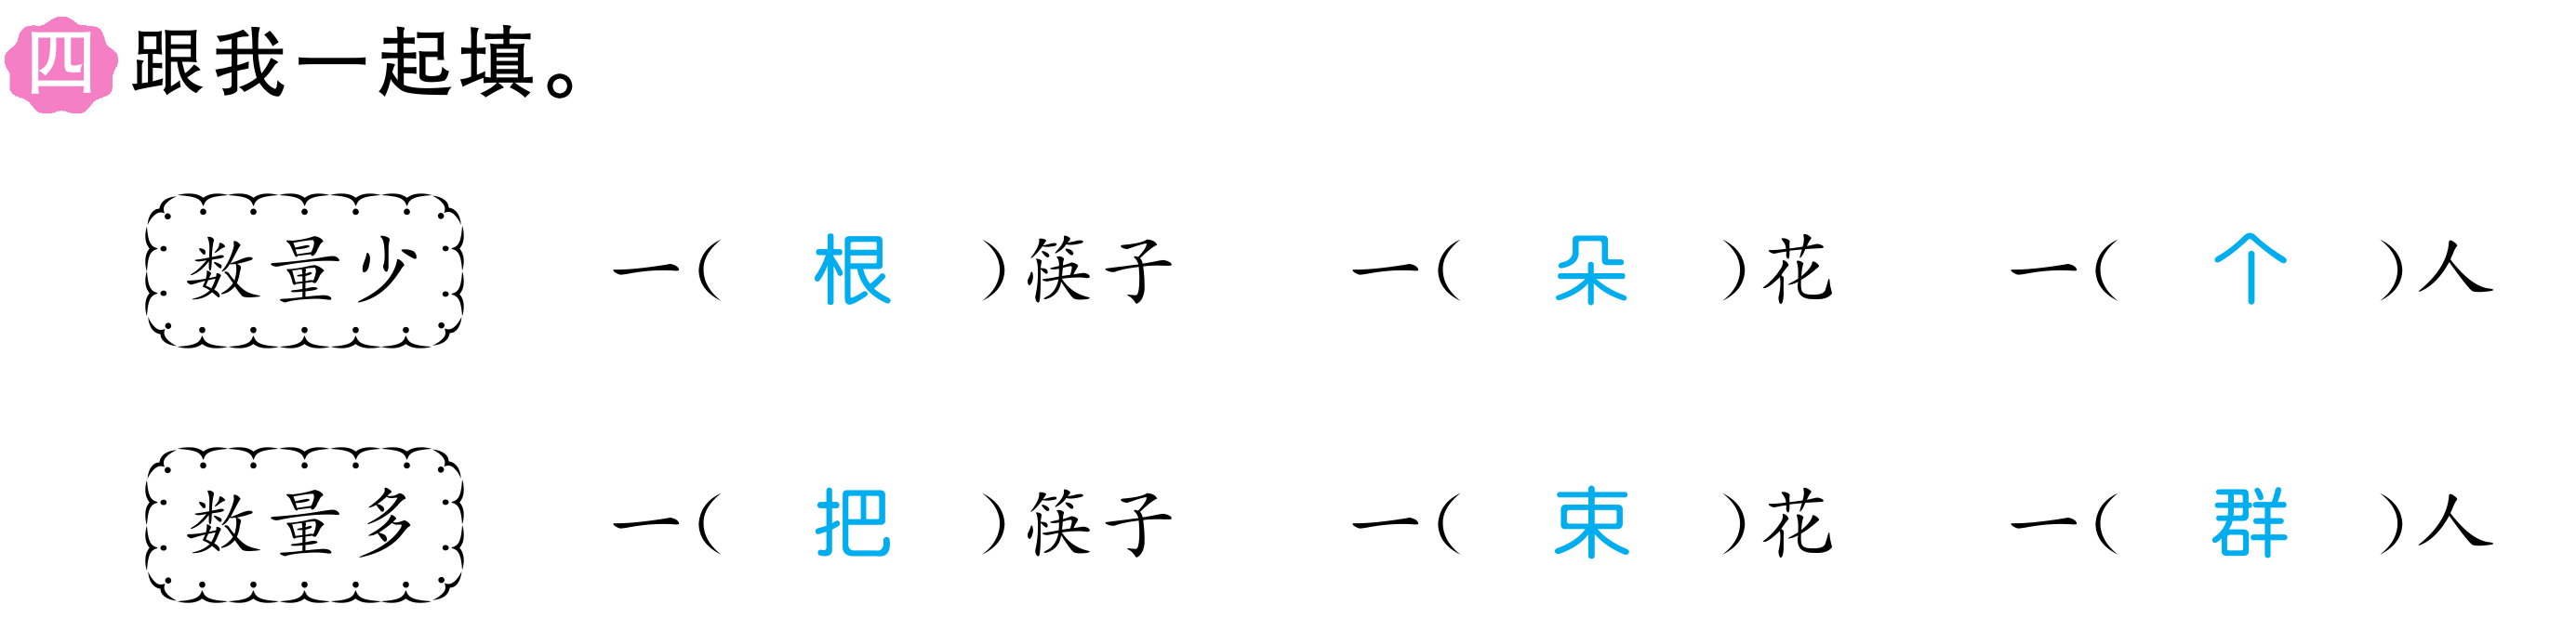 四 跟我一起填。
数量少 一( 根 )筷子 一( 朵 )花 一( 个 )人
数量多 一( 把 )筷子 一( 束 )花 一( 群 )人